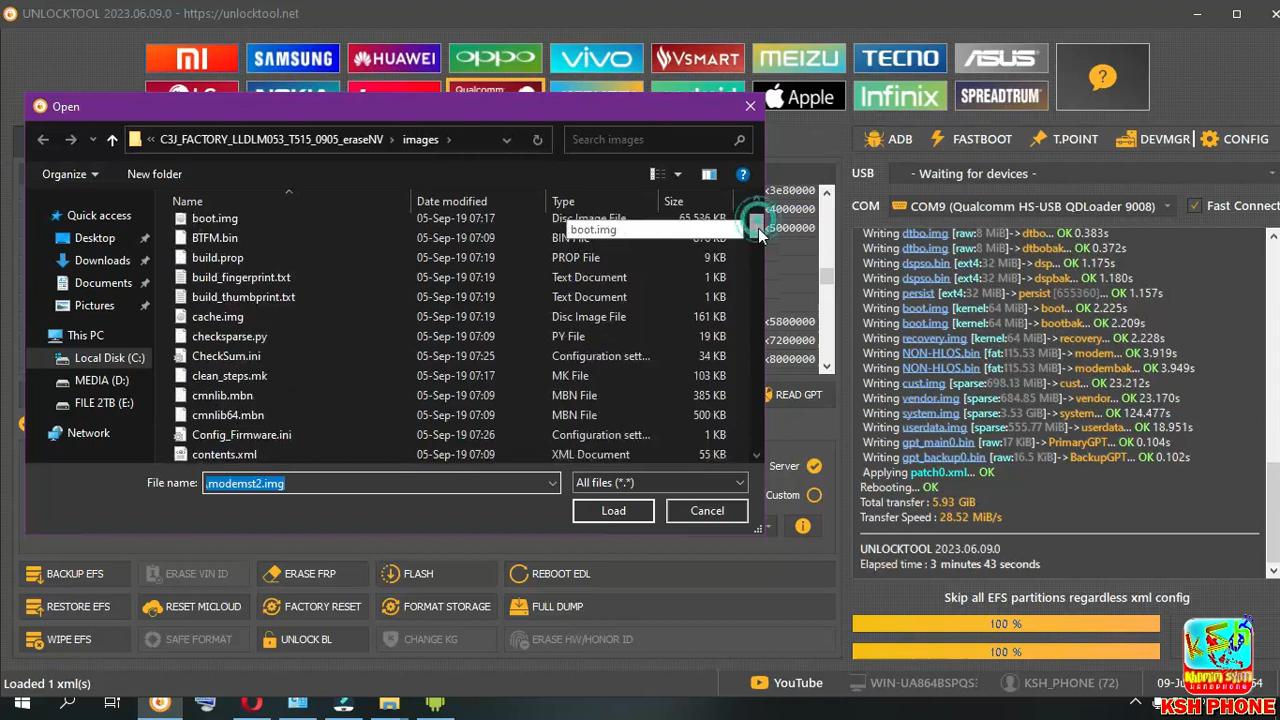 UNLOCKTOOL 2023.06.09.0 - https://unlocktool.net
MI SAMSUNG HUAWEI OPPO VIVO VSMART MEIZU TECNO ASUS
Apple Infinix SPREADTRUM
Open
C3J_FACTORY_LLDLM053_T515_0905_eraseNV images Search images
ADB FASTBOOT T.POINT DEVMGR CONFIG
Organize New folder
USB - Waiting for devices -
COM COM9 (Qualcomm HS-USB QDLoader 9008) Fast Connect
Name Date modified Type Size
Quick access
Desktop
Downloads
Documents
Pictures
This PC
Local Disk (C:)
MEDIA (D:)
FILE 2TB (E:)
Network
boot.img 05-Sep-19 07:17 Disc Image File 65,536 KB
boot.img
BTFM.bin 05-Sep-19 07:09
build.prop 05-Sep-19 07:19 PROP File 9 KB
build_fingerprint.txt 05-Sep-19 07:19 Text Document 1 KB
build_thumbprint.txt 05-Sep-19 07:19 Text Document 1 KB
cache.img 05-Sep-19 07:19 Disc Image File 161 KB
checksparse.py 05-Sep-19 07:09 PY File 19 KB
CheckSum.ini 05-Sep-19 07:25 Configuration sett... 34 KB
clean_steps.mk 05-Sep-19 07:17 MK File 103 KB
cmnlib.mbn 05-Sep-19 07:09 MBN File 385 KB
cmnlib64.mbn 05-Sep-19 07:09 MBN File 500 KB
Config_Firmware.ini 05-Sep-19 07:26 Configuration sett... 1 KB
contents.xml 05-Sep-19 07:09 XML Document 55 KB
File name: .modemst2.img All files (*.*)
Load Cancel
x3e80000
x4000000
x5000000
x5800000
x7200000
x8000000
READ GPT
Server
Custom
Writing dtbo.img [raw:8 MiB]-> dtbo... OK 0.383s
Writing dtbo.img [raw:8 MiB]-> dtbobak... OK 0.372s
Writing dspso.bin [ext4:32 MiB]-> dsp... OK 1.175s
Writing dspso.bin [ext4:32 MiB]-> dspbak... OK 1.180s
Writing persist [ext4:32 MiB]-> persist [655360]... OK 1.157s
Writing boot.img [kernel:64 MiB]-> boot... OK 2.225s
Writing boot.img [kernel:64 MiB]-> bootbak... OK 2.209s
Writing recovery.img [kernel:64 MiB]-> recovery... OK 2.229s
Writing NON-HLOS.bin [fat:115.53 MiB]-> modem... OK 3.919s
Writing NON-HLOS.bin [fat:115.53 MiB]-> modembak... OK 3.949s
Writing cust.img [sparse:698.13 MiB]-> cust... OK 23.212s
Writing vendor.img [sparse:684.85 MiB]-> vendor... OK 23.170s
Writing system.img [sparse:3.53 GiB]-> system... OK 124.477s
Writing userdata.img [sparse:555.77 MiB]-> userdata... OK 18.971s
Writing gpt_main0.bin [raw:17 KiB]-> PrimaryGPT... OK 0.104s
Writing gpt_backup0.bin [raw:16.5 KiB]-> BackupGPT... OK 0.102s
Applying patch0.xml... OK
Rebooting... OK
Total transfer : 5.93 GiB
Transfer Speed : 28.52 MiB/s
UNLOCKTOOL 2023.06.09.0
Elapsed time : 3 minutes 43 seconds
Skip all EFS partitions regardless xml config
100 %
100 %
BACKUP EFS ERASE VIN ID ERASE FRP FLASH REBOOT EDL
RESTORE EFS RESET MICLOUD FACTORY RESET FORMAT STORAGE FULL DUMP
WIPE EFS SAFE FORMAT UNLOCK BL CHANGE KG ERASE HW/HONOR ID
Loaded 1 xml(s) YouTube WIN-UA864BSPQS KSH_PHONE (72)
KSH PHONE